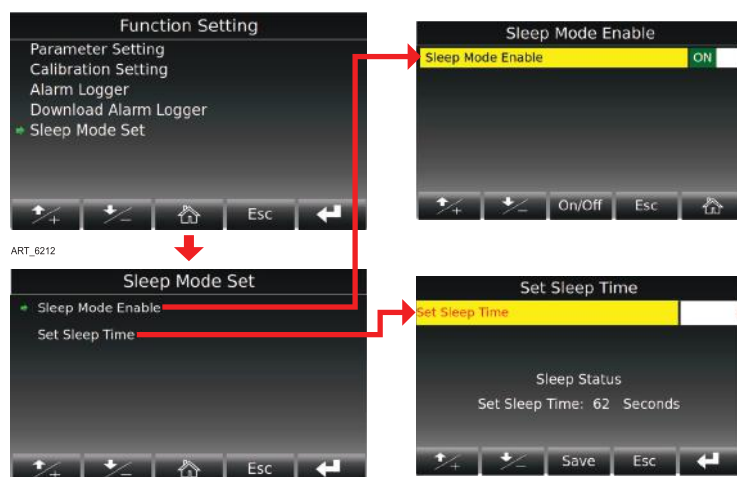 Function Setting
Parameter Setting
Calibration Setting
Alarm Logger
Download Alarm Logger
Sleep Mode Set
+ - Esc
ART_6212
Sleep Mode Enable
Sleep Mode Enable ON
+ - On/Off Esc
Sleep Mode Set
Sleep Mode Enable
Set Sleep Time
+ - Esc
Set Sleep Time
Set Sleep Time
Sleep Status
Set Sleep Time: 62 Seconds
+ - Save Esc